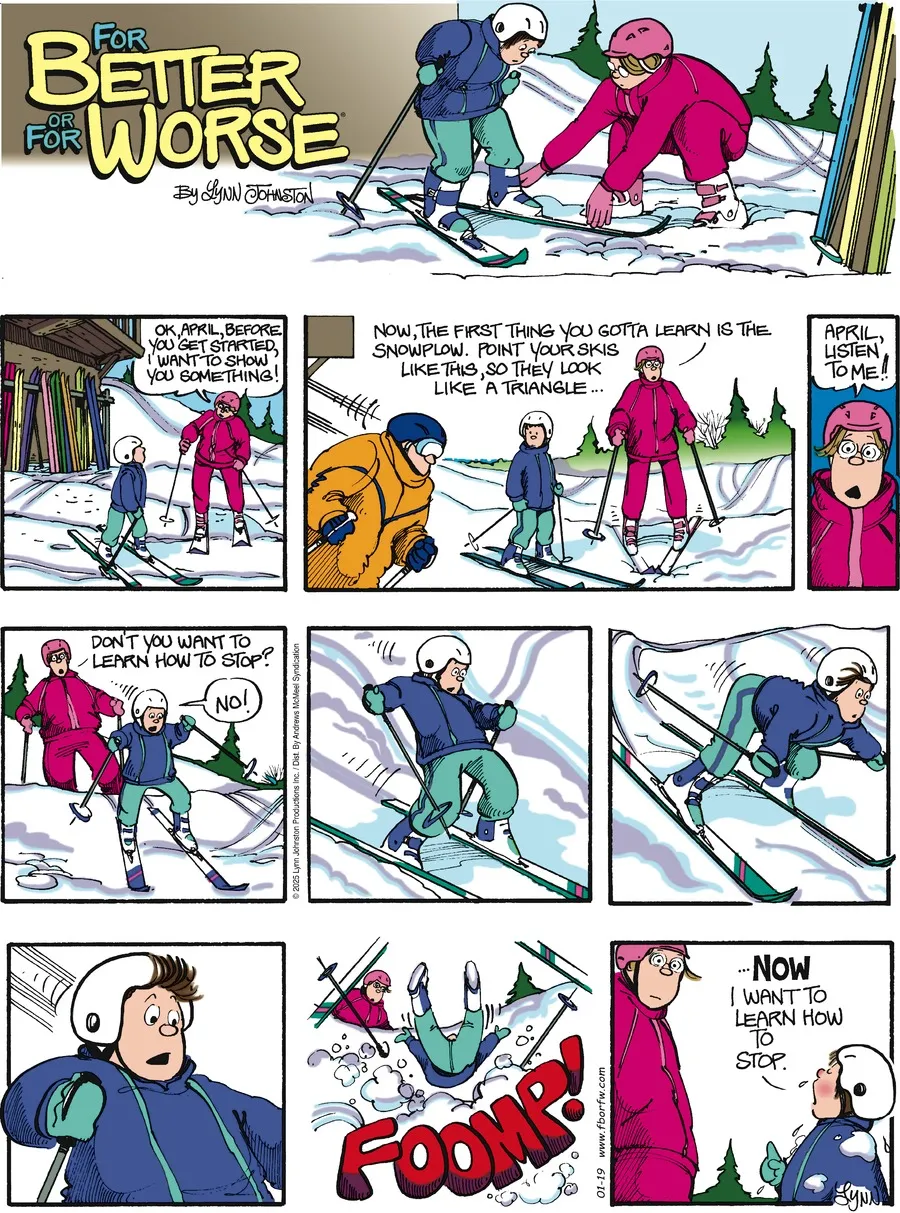 FOR
BETTER
OR
FOR
WORSE®
BY LYNN JOHNSTON
OK, APRIL, BEFORE
YOU GET STARTED,
I WANT TO SHOW
YOU SOMETHING!
NOW, THE FIRST THING YOU GOTTA LEARN IS THE
SNOWPLOW. POINT YOUR SKIS
LIKE THIS, SO THEY LOOK
LIKE A TRIANGLE...
APRIL,
LISTEN
TO ME!!
DON'T YOU WANT TO
LEARN HOW TO STOP?
NO!
© 2025 Lynn Johnston Productions Inc. / Dist. By Andrews McMeel Syndication
FOOMP!
01-19 www.fborfw.com
...NOW
I WANT TO
LEARN HOW
TO
STOP.
LYNN